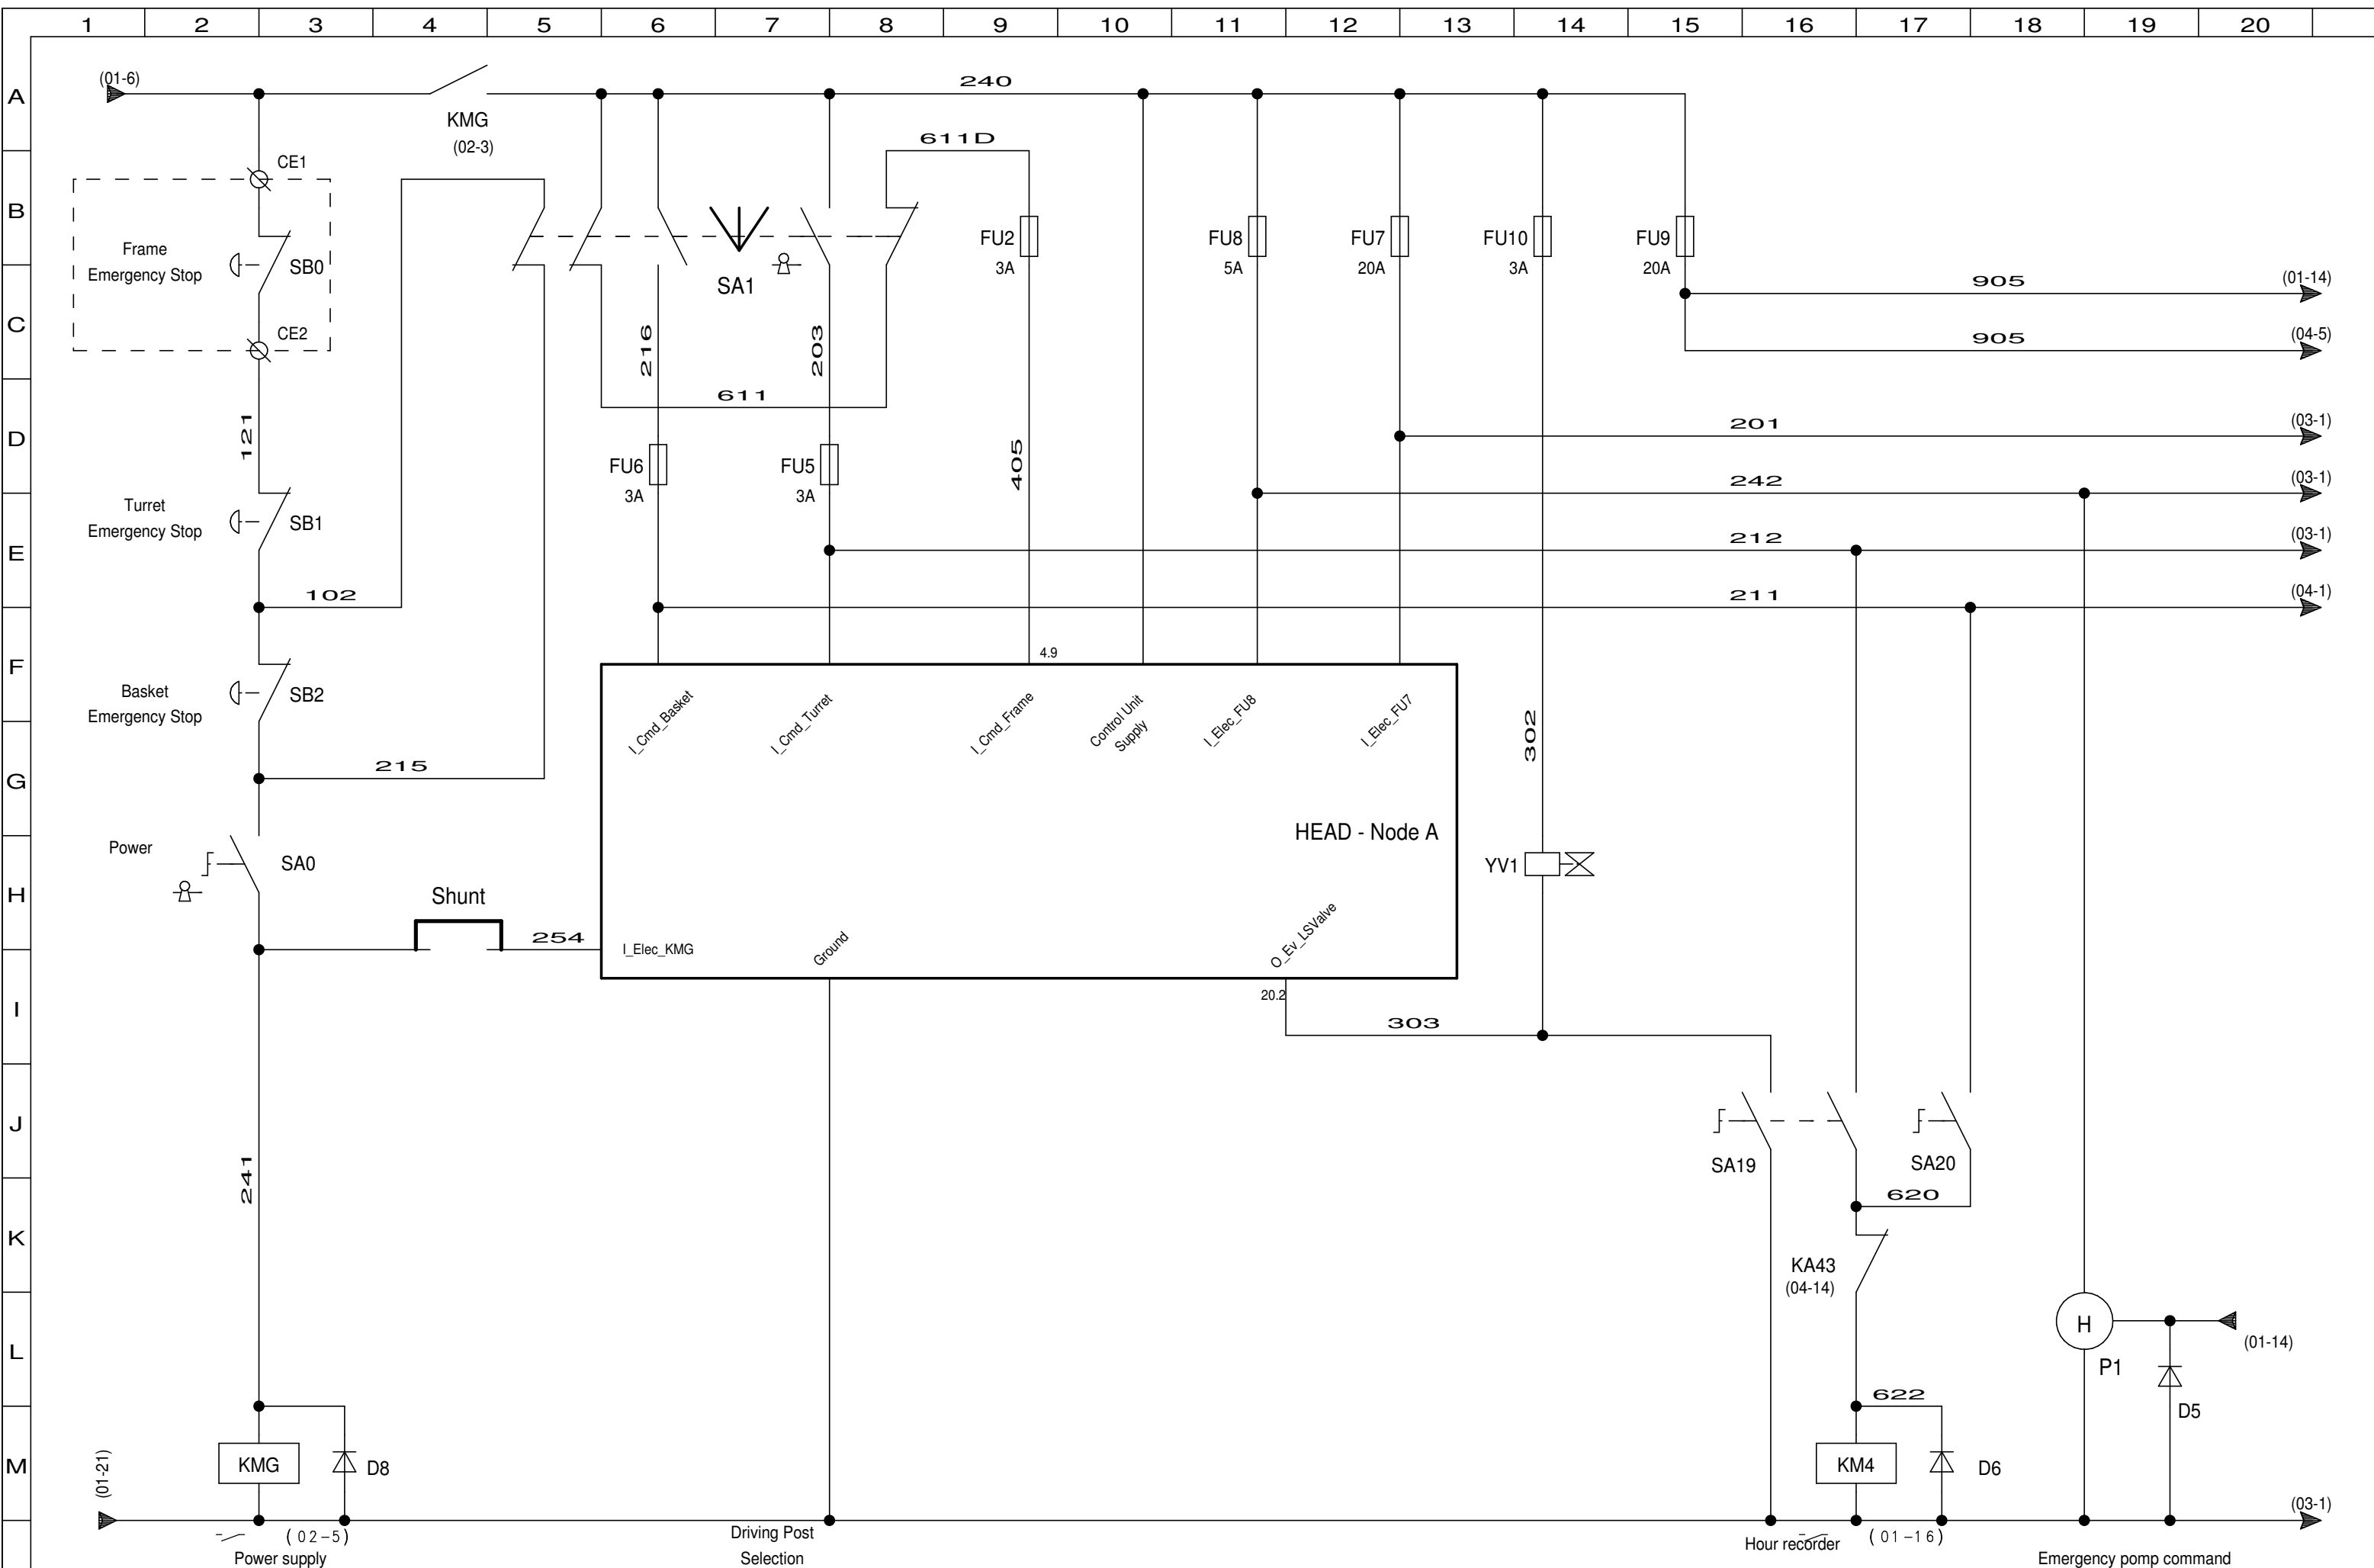 1 2 3 4 5 6 7 8 9 10 11 12 13 14 15 16 17 18 19 20
A
(01-6)
240
KMG
(02-3)
611D
B
CE1
Frame
Emergency Stop
SB0
SA1
FU2
3A
FU8
5A
FU7
20A
FU10
3A
FU9
20A
905
(01-14)
C
CE2
216
203
905
(04-5)
611
D
121
FU6
3A
FU5
3A
405
201
(03-1)
242
(03-1)
E
Turret
Emergency Stop
SB1
212
(03-1)
102
211
(04-1)
F
4.9
Basket
Emergency Stop
SB2
I_Cmd_Basket
I_Cmd_Turret
I_Cmd_Frame
Control Unit
Supply
I_Elec_FU8
I_Elec_FU7
302
G
215
HEAD - Node A
Power
SA0
YV1
H
Shunt
254
I_Elec_KMG
Ground
O_Ev_LSValve
I
20.2
303
J
SA19
SA20
241
620
K
KA43
(04-14)
L
H
P1
(01-14)
622
D5
M
(01-21)
KMG
D8
KM4
D6
(03-1)
(02-5)
Power supply
Driving Post
Selection
Hour recorder
(01-16)
Emergency pomp command